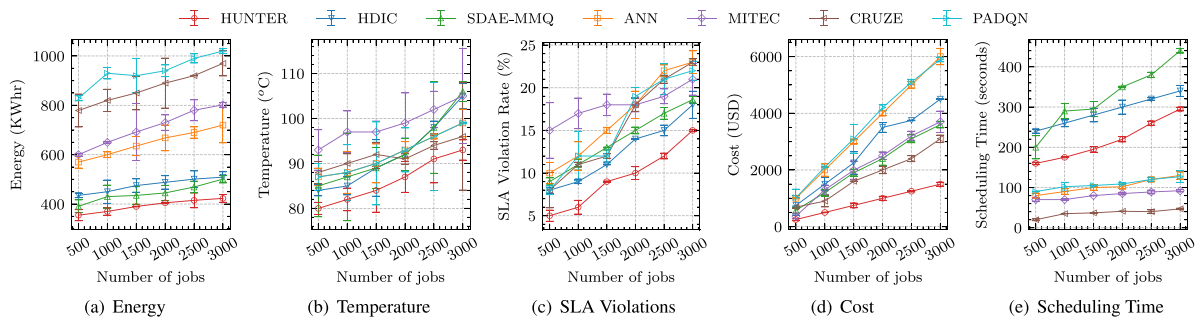 HUNTER HDIC SDAE-MMQ ANN MITEC CRUZE PADQN
Energy (KWhr)
1000
800
600
400
500 1000 1500 2000 2500 3000
Number of jobs
(a) Energy
Temperature (°C)
110
100
90
80
500 1000 1500 2000 2500 3000
Number of jobs
(b) Temperature
SLA Violation Rate (%)
25
20
15
10
5
500 1000 1500 2000 2500 3000
Number of jobs
(c) SLA Violations
Cost (USD)
6000
4000
2000
0
500 1000 1500 2000 2500 3000
Number of jobs
(d) Cost
Scheduling Time (seconds)
400
300
200
100
0
500 1000 1500 2000 2500 3000
Number of jobs
(e) Scheduling Time